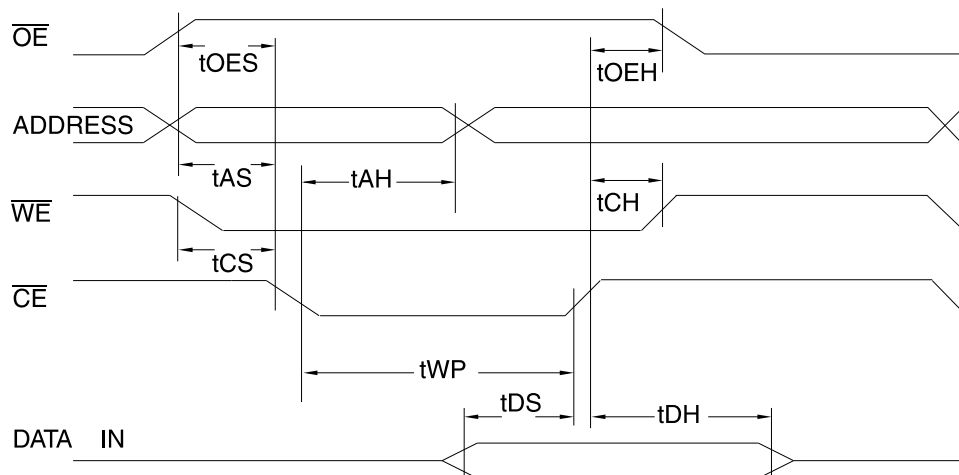 OE
tOES
tOEH
ADDRESS
tAS
tAH
tCH
WE
tCS
CE
tWP
tDS
tDH
DATA IN